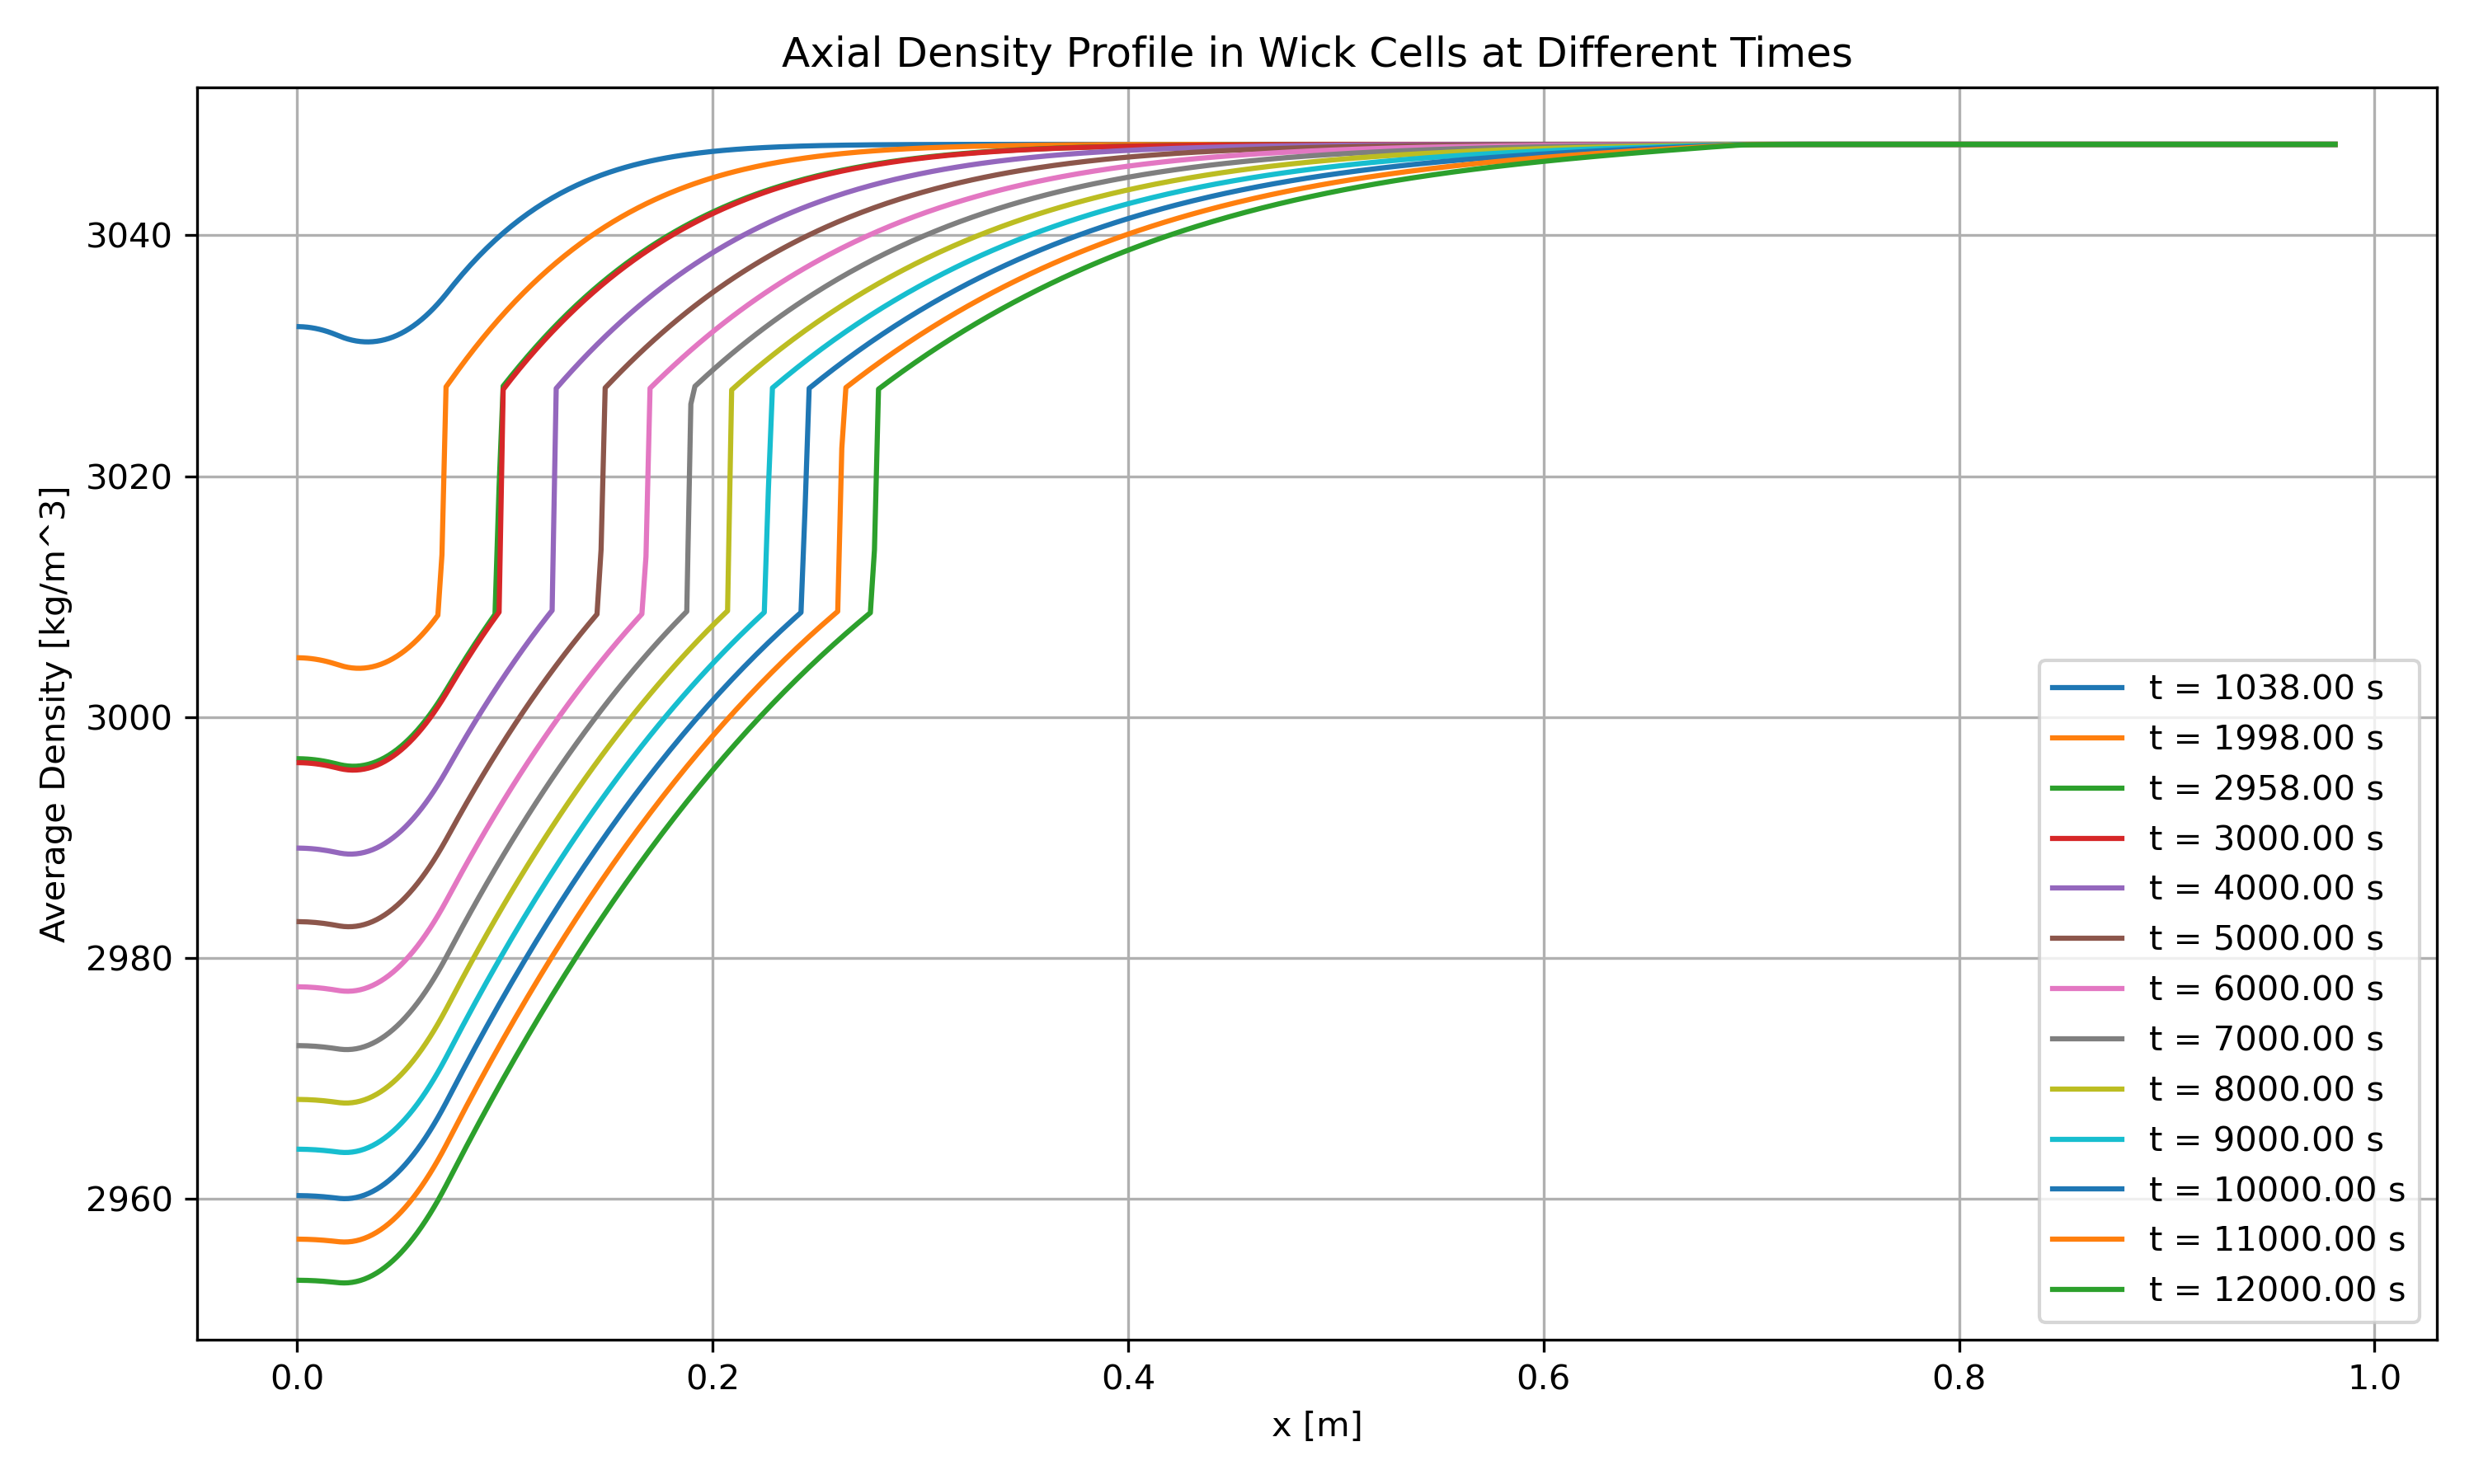 Axial Density Profile in Wick Cells at Different Times
Average Density [kg/m^3]
3040
3020
3000
2980
2960
t = 1038.00 s
t = 1998.00 s
t = 2958.00 s
t = 3000.00 s
t = 4000.00 s
t = 5000.00 s
t = 6000.00 s
t = 7000.00 s
t = 8000.00 s
t = 9000.00 s
t = 10000.00 s
t = 11000.00 s
t = 12000.00 s
0.0 0.2 0.4 0.6 0.8 1.0
x [m]